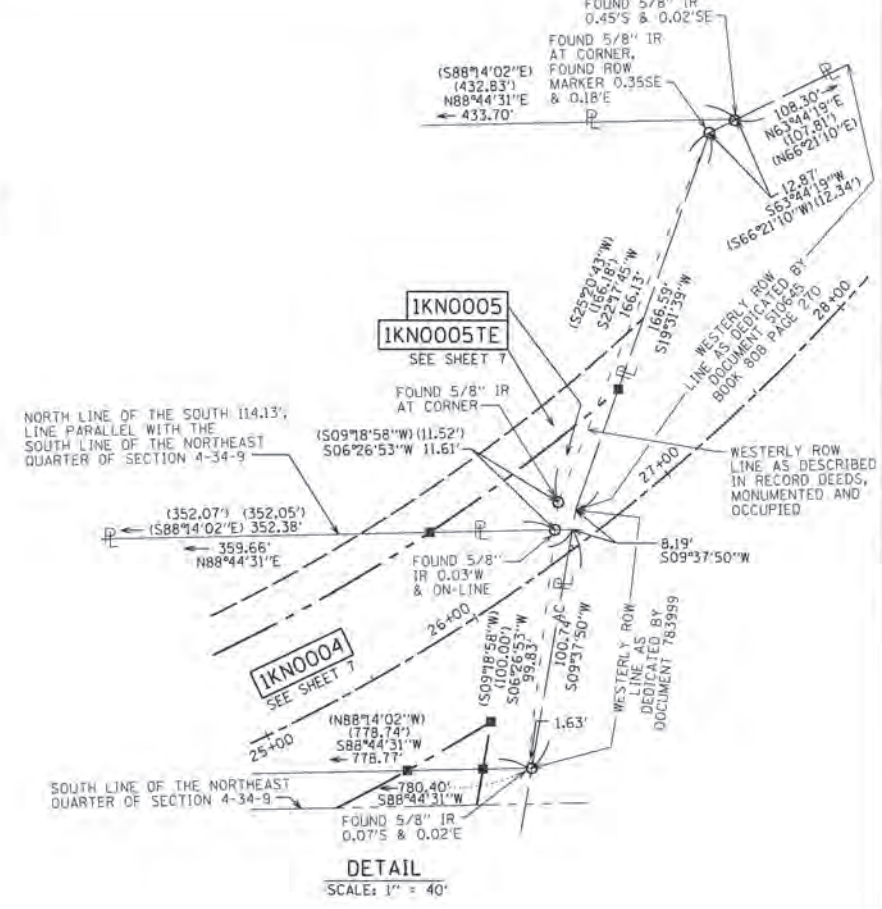 FOUND 5/8" IR
0.45'S & 0.02'SE
FOUND 5/8" IR
AT CORNER,
FOUND ROW
MARKER 0.35SE
& 0.18'E
(S88°14'02"E)
(432.83')
N88°44'31"E
433.70'
108.30'
N63°44'19"E
(107.81')
(N66°21'10"E)
12.87'
S63°44'19"W
(S66°21'10"W)(12.34')
(S25°20'43"W)
(166.18')
S22°17'45"W
166.13'
166.59'
S19°31'39"W
WESTERLY ROW
LINE AS DEDICATED BY
DOCUMENT 510645
BOOK 808 PAGE 270
28+00
1KN0005
1KN0005TE
SEE SHEET 7
FOUND 5/8" IR
AT CORNER
(S09°18'58"W)(11.52')
S06°26'53"W 11.61'
NORTH LINE OF THE SOUTH 114.13',
LINE PARALLEL WITH THE
SOUTH LINE OF THE NORTHEAST
QUARTER OF SECTION 4-34-9
27+00
WESTERLY ROW
LINE AS DESCRIBED
IN RECORD DEEDS,
MONUMENTED AND
OCCUPIED
(352.07') (352.05')
(S88°14'02"E) 352.38'
359.66'
N88°44'31"E
FOUND 5/8"
IR 0.03'W
& ON-LINE
8.19'
S09°37'50"W
26+00
AC
(S09°18'58"W)
(100.00')
S06°26'53"W
99.83'
100.74'
S09°37'50"W
WESTERLY ROW
LINE AS
DEDICATED BY
DOCUMENT 783999
1KN0004
SEE SHEET 7
25+00
(N88°14'02"W)
(778.74')
S88°44'31"W
778.77'
1.63'
780.40'
S88°44'31"W
SOUTH LINE OF THE NORTHEAST
QUARTER OF SECTION 4-34-9
FOUND 5/8" IR
0.07'S & 0.02'E
DETAIL
SCALE: 1" = 40'